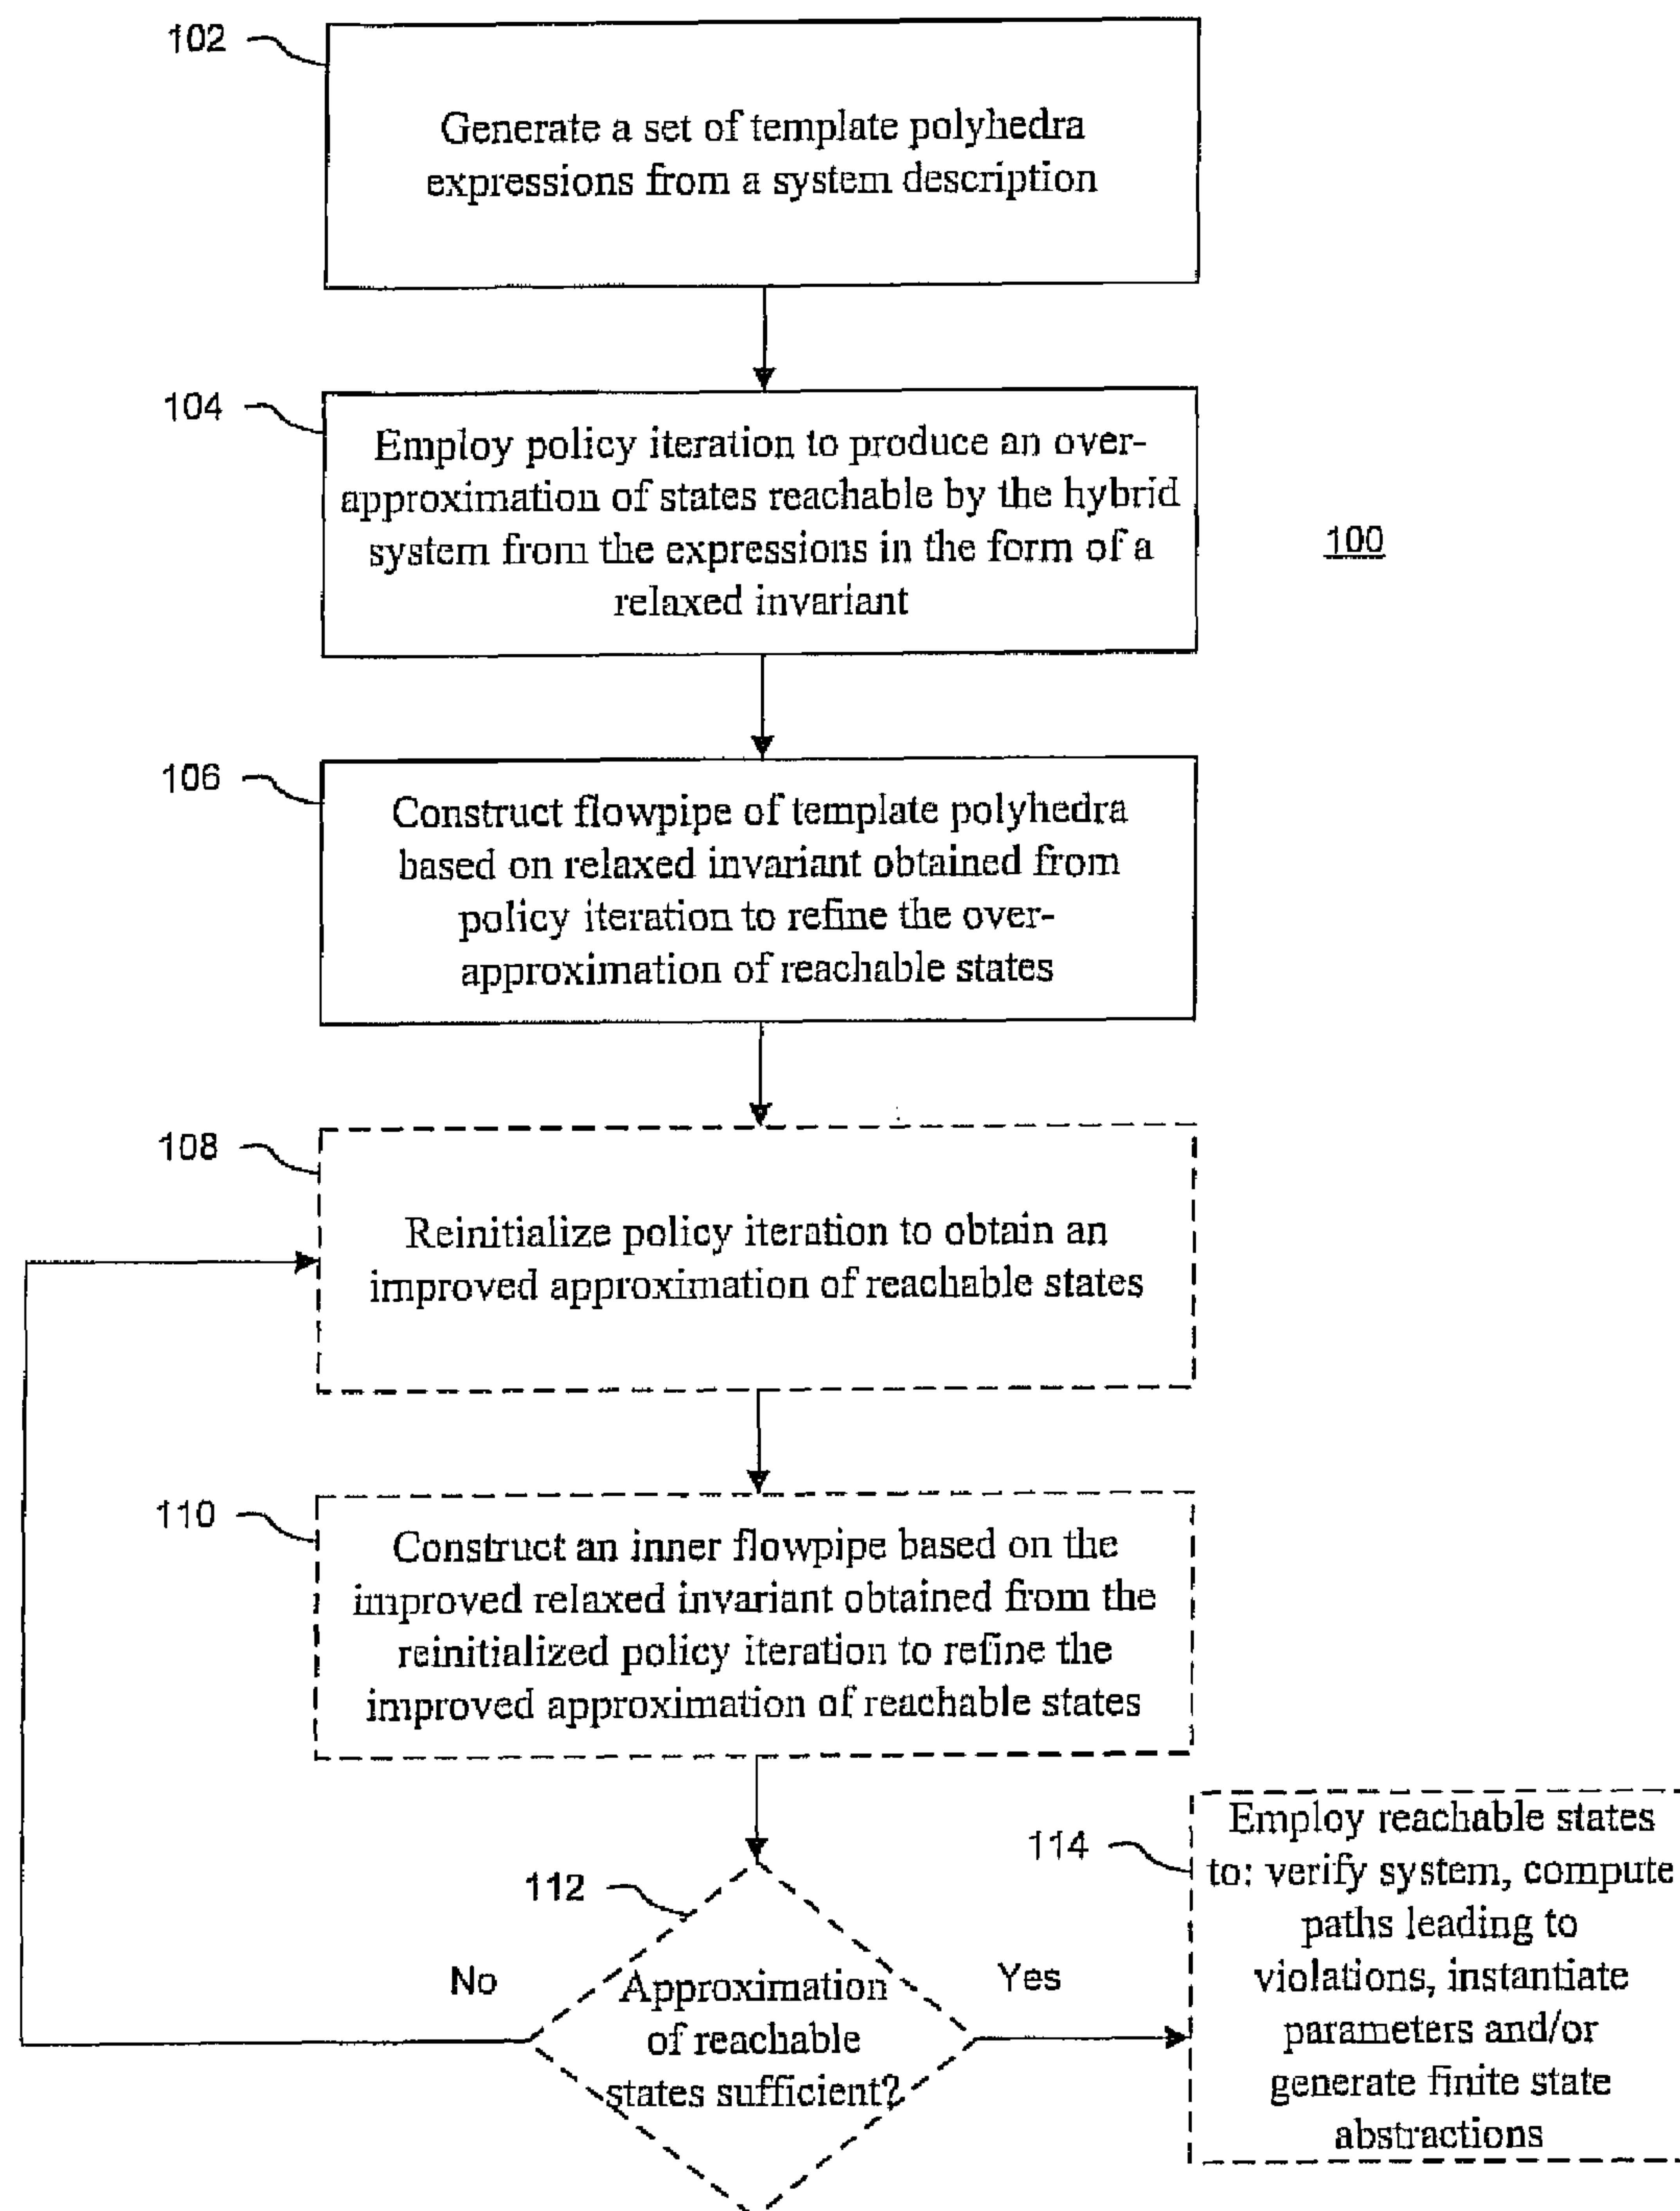 102
Generate a set of template polyhedra
expressions from a system description
104
Employ policy iteration to produce an over-
approximation of states reachable by the hybrid
system from the expressions in the form of a
relaxed invariant
100
106
Construct flowpipe of template polyhedra
based on relaxed invariant obtained from
policy iteration to refine the over-
approximation of reachable states
108
Reinitialize policy iteration to obtain an
improved approximation of reachable states
110
Construct an inner flowpipe based on the
improved relaxed invariant obtained from the
reinitialized policy iteration to refine the
improved approximation of reachable states
112
No
Approximation
of reachable
states sufficient?
Yes
114
Employ reachable states
to: verify system, compute
paths leading to
violations, instantiate
parameters and/or
generate finite state
abstractions